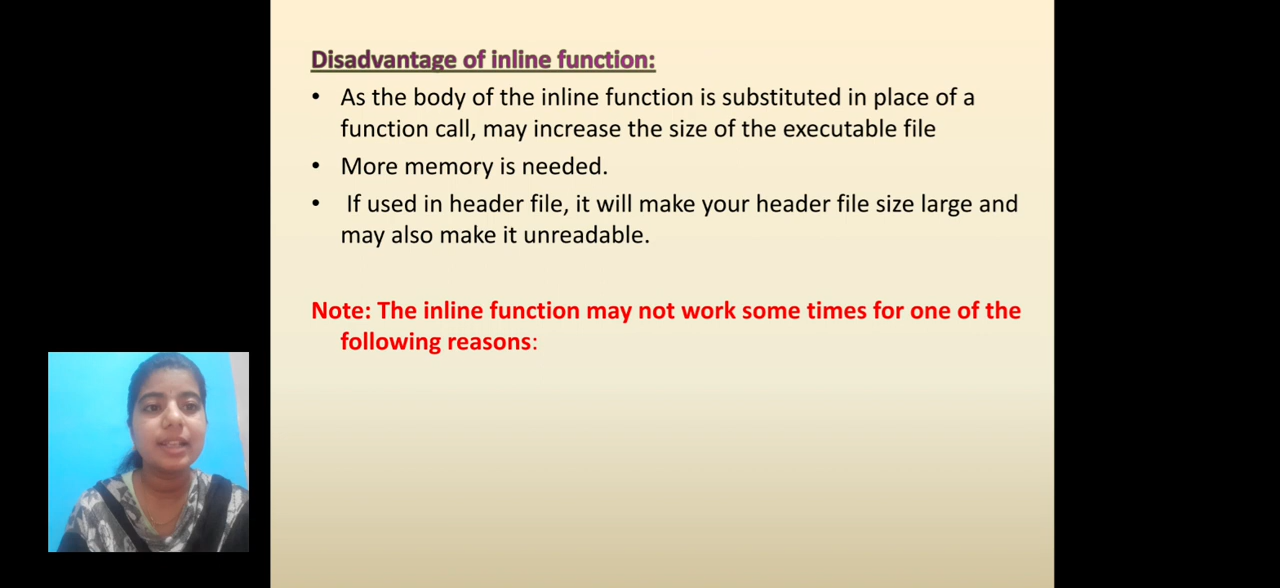 Disadvantage of inline function:
• As the body of the inline function is substituted in place of a
function call, may increase the size of the executable file
• More memory is needed.
• If used in header file, it will make your header file size large and
may also make it unreadable.
Note: The inline function may not work some times for one of the
following reasons: